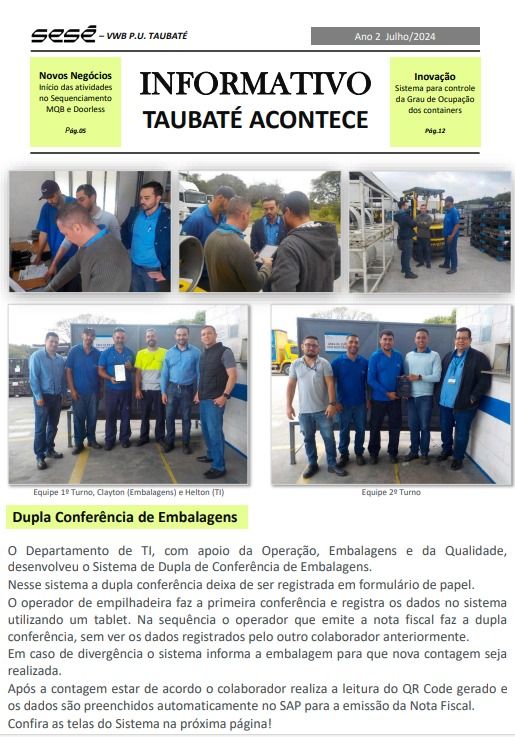 sesé – VWB P.U. TAUBATÉ
Ano 2 Julho/2024
Novos Negócios
Início das atividades
no Sequenciamento
MQB e Doorless
Pág.05
INFORMATIVO
TAUBATÉ ACONTECE
Inovação
Sistema para controle
da Grau de Ocupação
dos containers
Pág.12
Equipe 1º Turno, Clayton (Embalagens) e Helton (TI)
Equipe 2º Turno
Dupla Conferência de Embalagens
O Departamento de TI, com apoio da Operação, Embalagens e da Qualidade,
desenvolveu o Sistema de Dupla de Conferência de Embalagens.
Nesse sistema a dupla conferência deixa de ser registrada em formulário de papel.
O operador de empilhadeira faz a primeira conferência e registra os dados no sistema
utilizando um tablet. Na sequência o operador que emite a nota fiscal faz a dupla
conferência, sem ver os dados registrados pelo outro colaborador anteriormente.
Em caso de divergência o sistema informa a embalagem para que nova contagem seja
realizada.
Após a contagem estar de acordo o colaborador realiza a leitura do QR Code gerado e
os dados são preenchidos automaticamente no SAP para a emissão da Nota Fiscal.
Confira as telas do Sistema na próxima página!